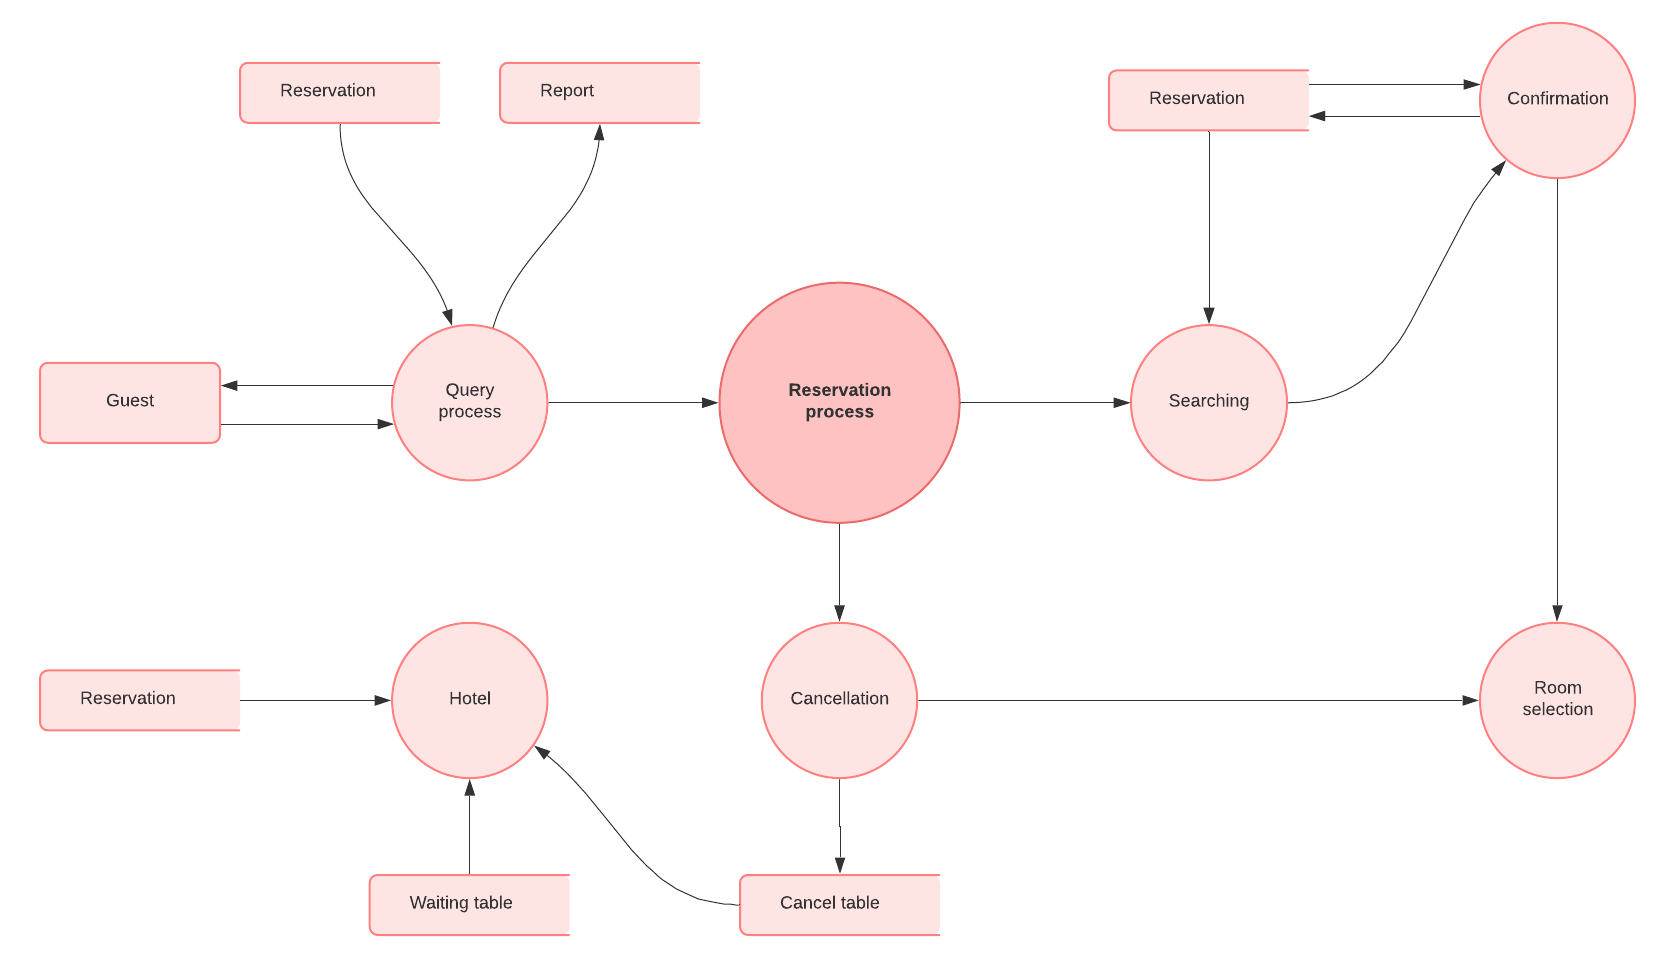 Reservation
Report
Reservation
Confirmation
Guest
Query
process
Reservation
process
Searching
Reservation
Hotel
Cancellation
Room
selection
Waiting table
Cancel table